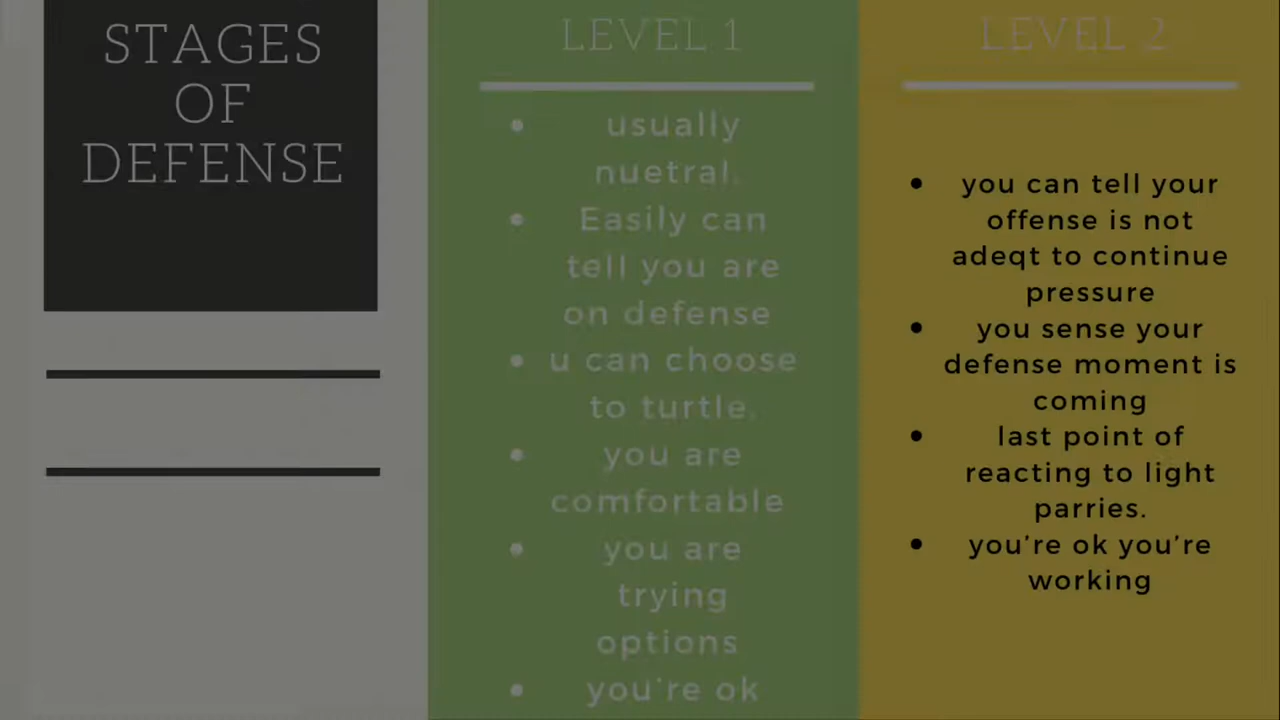 STAGES
OF
DEFENSE
LEVEL 1
• usually
nuetral.
• Easily can
tell you are
on defense
• u can choose
to turtle.
• you are
comfortable
• you are
trying
options
• you're ok
LEVEL 2
• you can tell your
offense is not
adeqt to continue
pressure
• you sense your
defense moment is
coming
• last point of
reacting to light
parries.
• you're ok you're
working